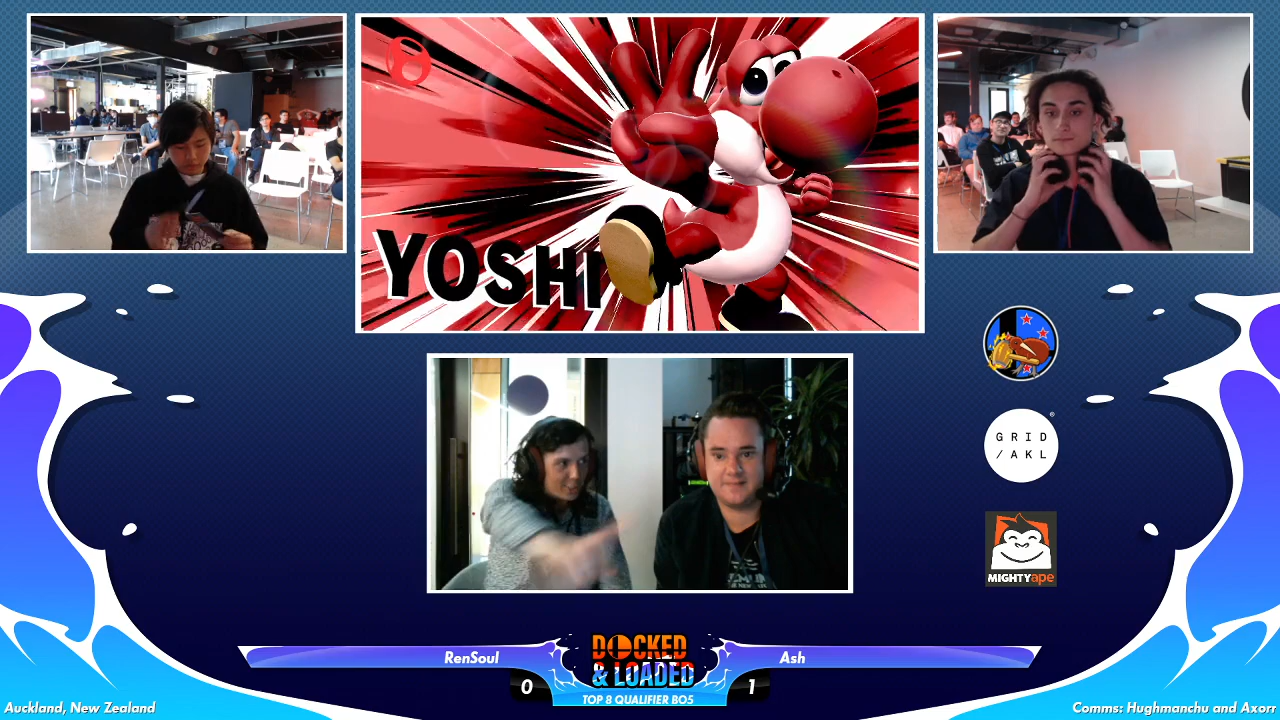 YOSHI
GRID
/AKL
MIGHTYape
RenSoul
DOCKED
& LOADED
Ash
0
1
TOP 8 QUALIFIER BO5
Auckland, New Zealand
Comms: Hughmanchu and Axorr